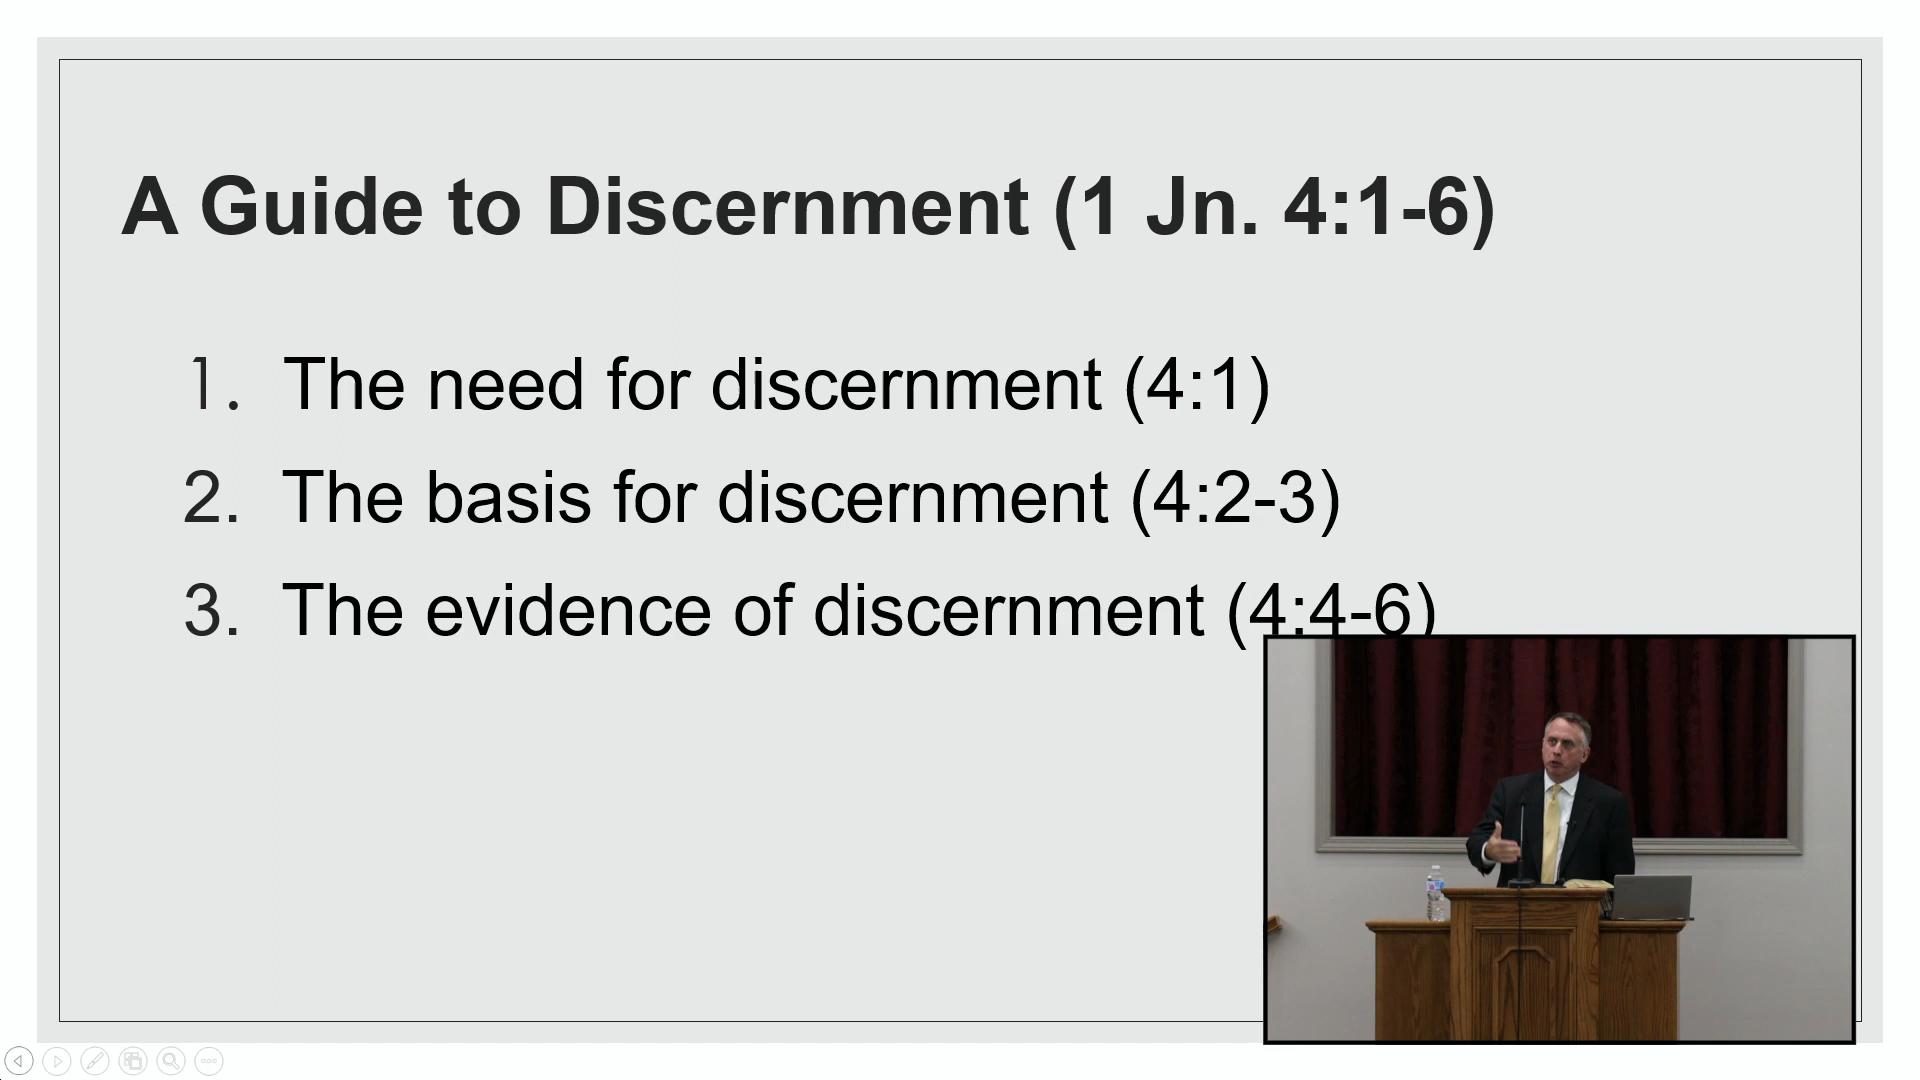 A Guide to Discernment (1 Jn. 4:1-6)
1. The need for discernment (4:1)
2. The basis for discernment (4:2-3)
3. The evidence of discernment (4:4-6)